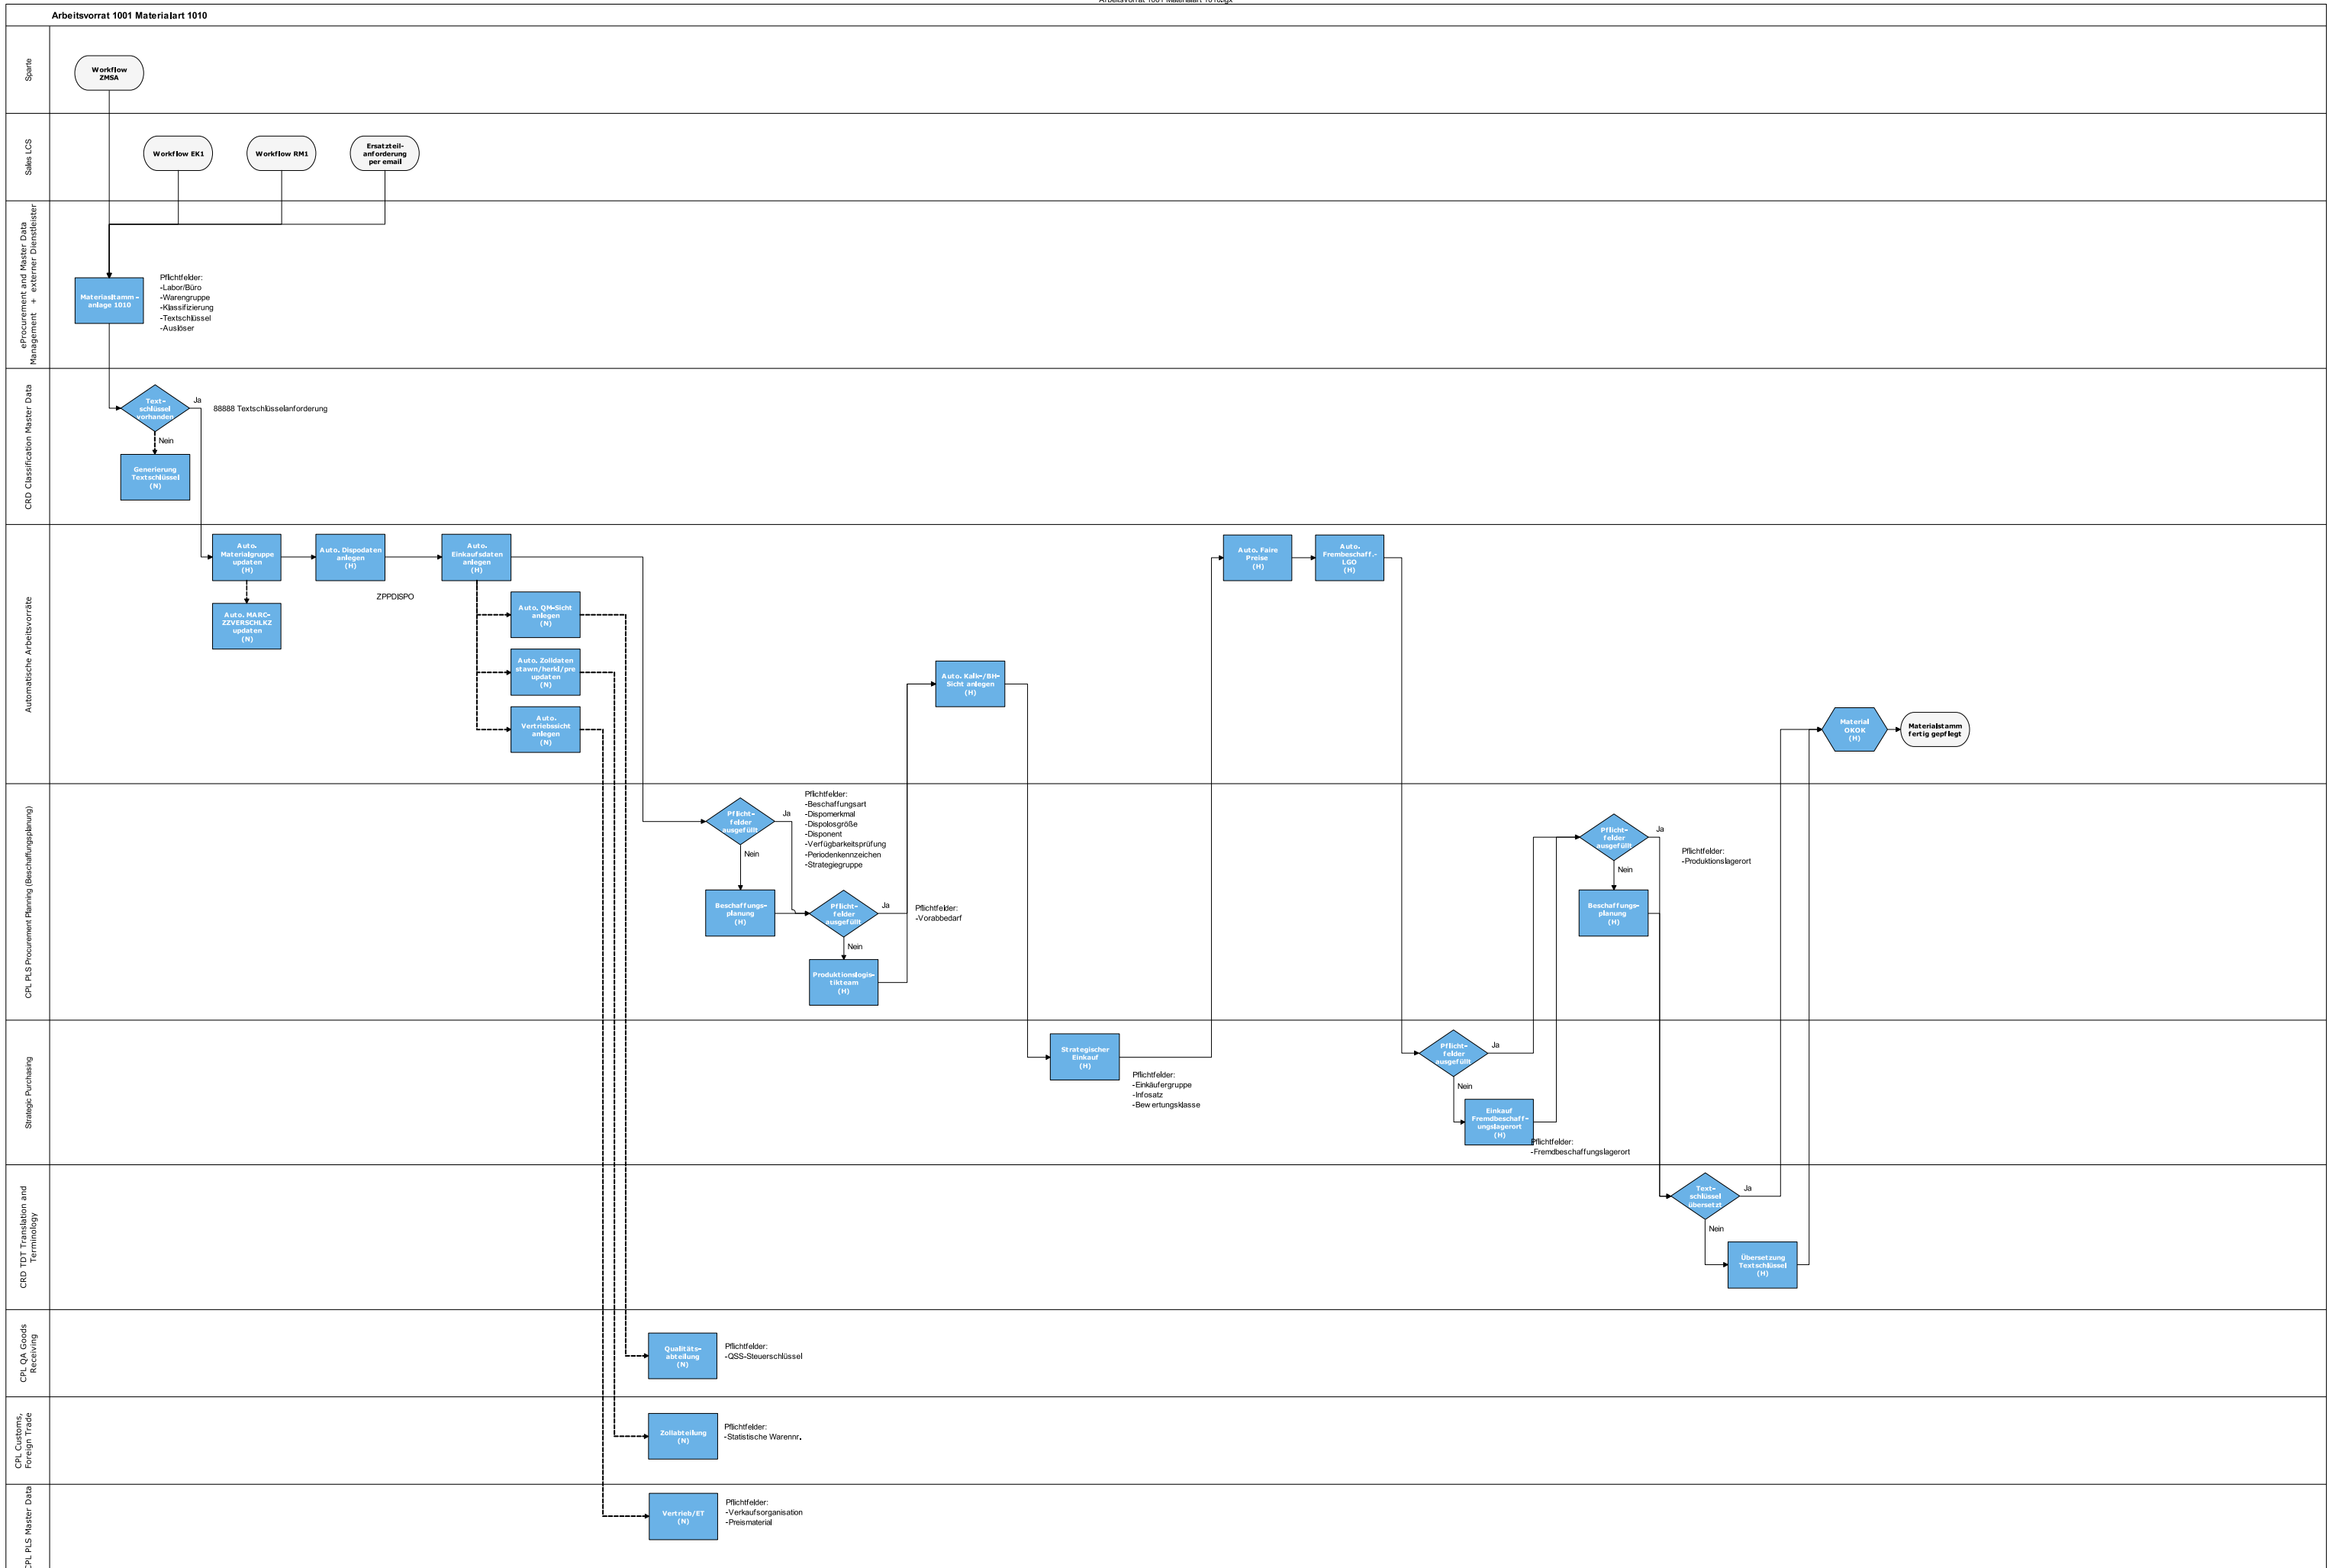 Arbeitsvorrat 1001 Materialart 1010
Sparte
Workflow
ZMSA
Sales LCS
Workflow EK1
Workflow RM1
Ersatzteil-
anforderung
per email
eProcurement and Master Data
Management + externer Dienstleister
Materiasltamm -
anlage 1010
Pflichtfelder:
-Labor/Büro
-Warengruppe
-Klassifizierung
-Textschlüssel
-Auslöser
CRD Classification Master Data
Text-
schlüssel
vorhanden
Ja
88888 Textschlüsselanforderung
Nein
Generierung
Textschlüssel
(N)
Automatische Arbeitsvorräte
Auto.
Materialgruppe
updaten
(H)
Auto. Dispodaten
anlegen
(H)
Auto.
Einkaufsdaten
anlegen
(H)
Auto. Faire
Preise
(H)
Auto.
Frembeschaff.-
LGO
(H)
ZPPDISPO
Auto. MARC-
ZZVERSCHLKZ
updaten
(N)
Auto. QM-Sicht
anlegen
(N)
Auto. Zolldaten
stawn/herkl/pre
updaten
(N)
Auto. Kalk-/BH-
Sicht anlegen
(H)
Auto.
Vertriebssicht
anlegen
(N)
Material
OKOK
(H)
Materialstamm
fertig gepflegt
CPL PLS Procurement Planning (Beschaffungsplanung)
Pflicht-
felder
ausgefüllt
Ja
Nein
Pflichtfelder:
-Beschaffungsart
-Dispomerkmal
-Dispolosgröße
-Disponent
-Verfügbarkeitsprüfung
-Periodenkennzeichen
-Strategiegruppe
Beschaffungs-
planung
(H)
Pflicht-
felder
ausgefüllt
Ja
Nein
Pflichtfelder:
-Vorabbedarf
Produktionslogis-
tikteam
(H)
Pflicht-
felder
ausgefüllt
Ja
Nein
Pflichtfelder:
-Produktionslagerort
Beschaffungs-
planung
(H)
Strategic Purchasing
Strategischer
Einkauf
(H)
Pflichtfelder:
-Einkäufergruppe
-Infosatz
-Bewertungsklasse
Pflicht-
felder
ausgefüllt
Ja
Nein
Einkauf
Fremdbeschaff-
ungslagerort
(H)
Pflichtfelder:
-Fremdbeschaffungslagerort
CRD TDT Translation and
Terminology
Text-
schlüssel
übersetzt
Ja
Nein
Übersetzung
Textschlüssel
(H)
CPL QA Goods
Receiving
Qualitäts-
abteilung
(N)
Pflichtfelder:
-QSS-Steuerschlüssel
CPL Customs,
Foreign Trade
Zollabteilung
(N)
Pflichtfelder:
-Statistische Warennr.
CPL PLS Master Data
Vertrieb/ET
(N)
Pflichtfelder:
-Verkaufsorganisation
-Preismaterial